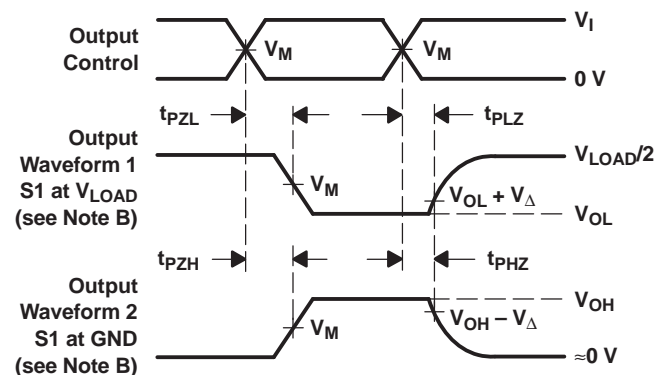 Output
Control
V_M
V_M
V_I
0 V
t_PZL
t_PLZ
Output
Waveform 1
S1 at V_LOAD
(see Note B)
V_M
V_LOAD/2
V_OL + V_Δ
V_OL
t_PZH
t_PHZ
Output
Waveform 2
S1 at GND
(see Note B)
V_M
V_OH
V_OH − V_Δ
≈0 V